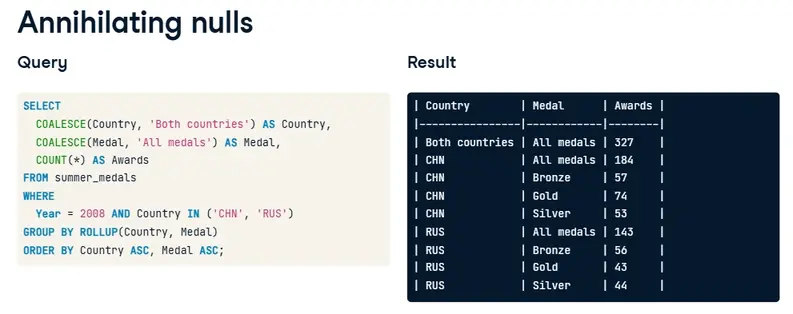 Annihilating nulls
Query
SELECT
COALESCE(Country, 'Both countries') AS Country,
COALESCE(Medal, 'All medals') AS Medal,
COUNT(*) AS Awards
FROM summer_medals
WHERE
Year = 2008 AND Country IN ('CHN', 'RUS')
GROUP BY ROLLUP(Country, Medal)
ORDER BY Country ASC, Medal ASC;
Result
| Country | Medal | Awards |
|----------------|------------|--------|
| Both countries | All medals | 327 |
| CHN | All medals | 184 |
| CHN | Bronze | 57 |
| CHN | Gold | 74 |
| CHN | Silver | 53 |
| RUS | All medals | 143 |
| RUS | Bronze | 56 |
| RUS | Gold | 43 |
| RUS | Silver | 44 |